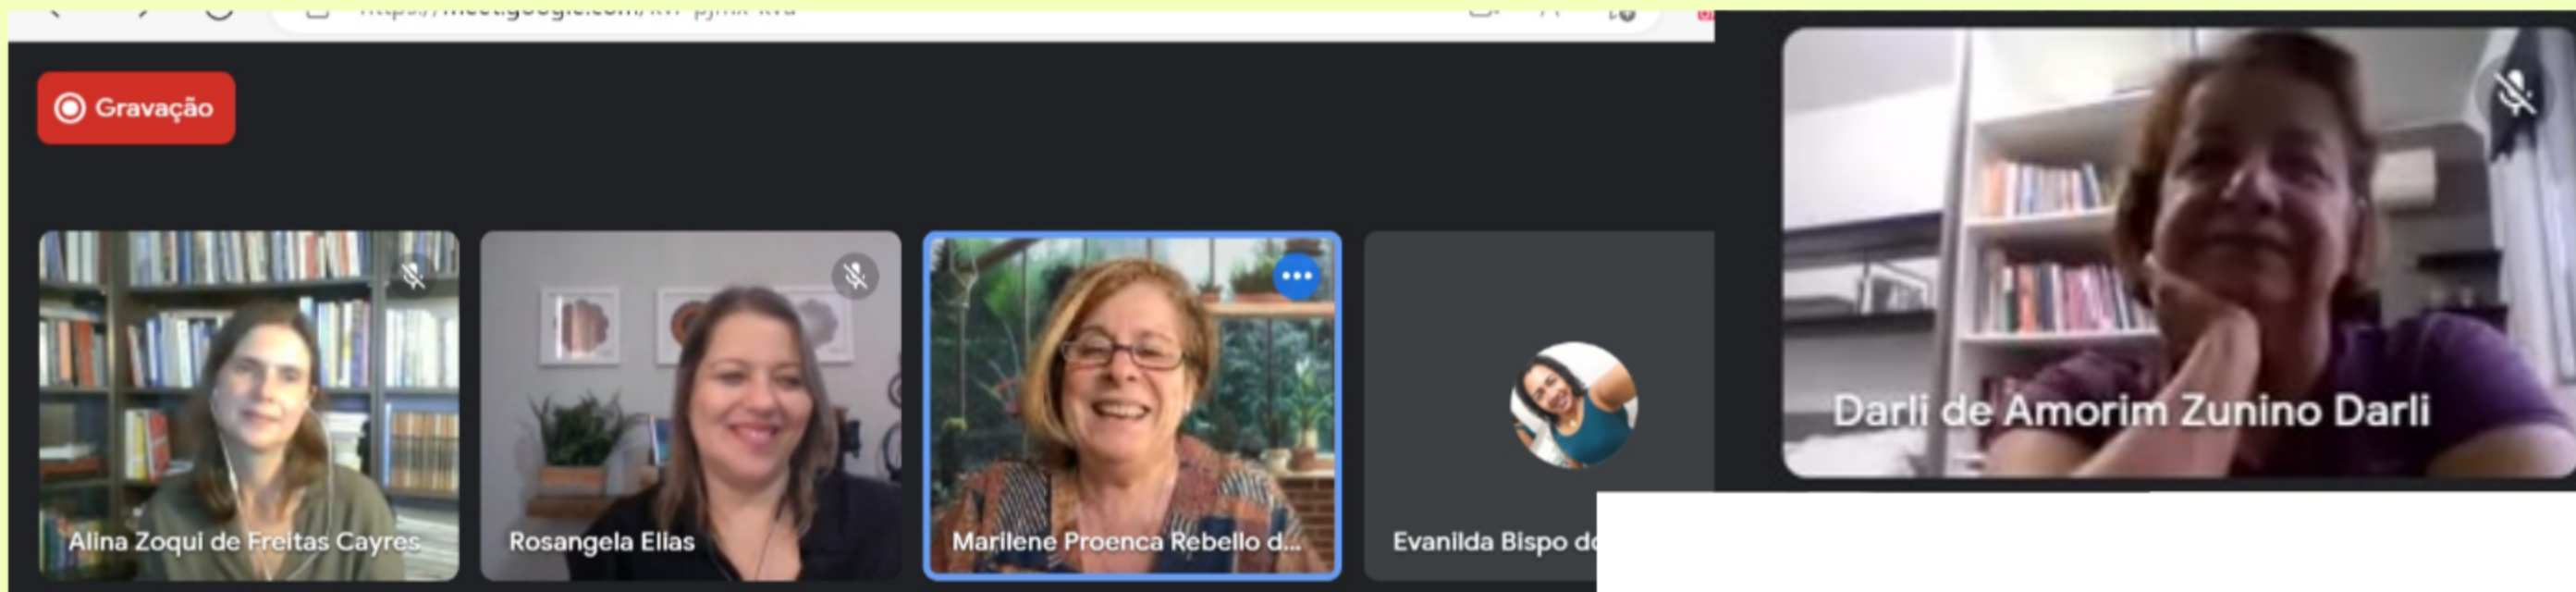 Gravação
Alina Zoqui de Freitas Cayres
Rosangela Elias
Marilene Proenca Rebello d...
Evanilda Bispo
Darli de Amorim Zunino Darli